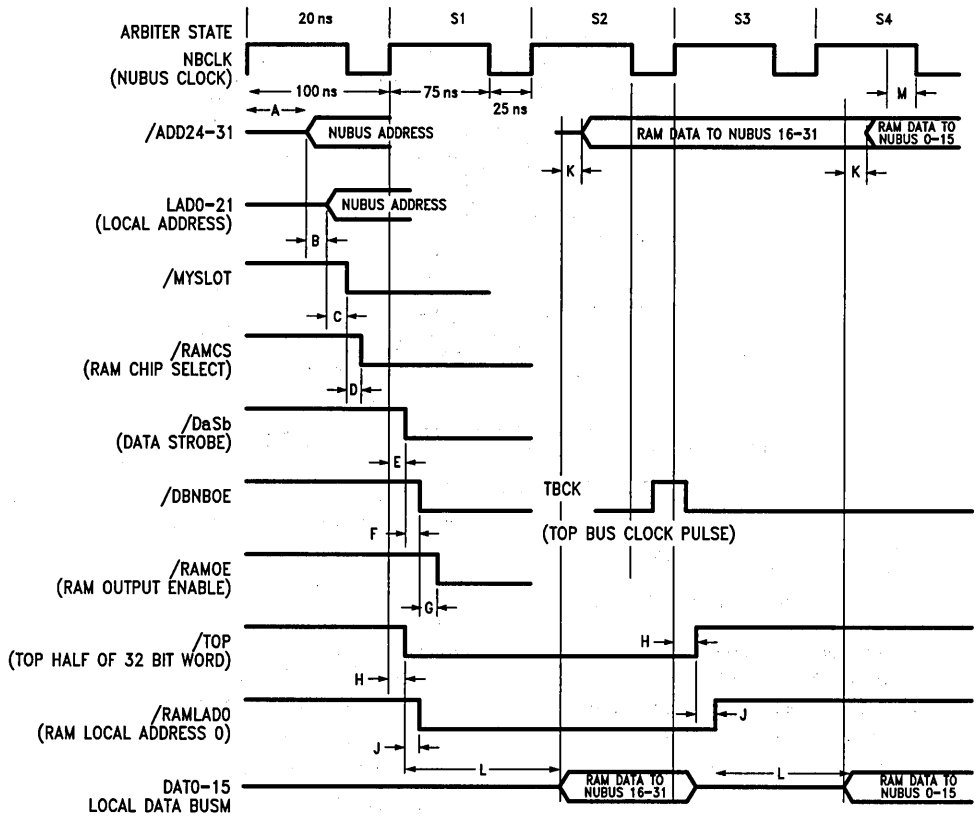 ARBITER STATE
20 ns
S1
S2
S3
S4
NBCLK
(NUBUS CLOCK)
100 ns
75 ns
25 ns
A
M
/ADD24-31
NUBUS ADDRESS
RAM DATA TO NUBUS 16-31
RAM DATA TO
NUBUS 0-15
K
K
LAD0-21
(LOCAL ADDRESS)
NUBUS ADDRESS
B
/MYSLOT
C
/RAMCS
(RAM CHIP SELECT)
D
/DaSb
(DATA STROBE)
E
/DBNBOE
TBCK
F
(TOP BUS CLOCK PULSE)
/RAMOE
(RAM OUTPUT ENABLE)
G
/TOP
(TOP HALF OF 32 BIT WORD)
H
H
/RAMLAD0
(RAM LOCAL ADDRESS 0)
J
J
L
L
DAT0-15
LOCAL DATA BUSM
RAM DATA TO
NUBUS 16-31
RAM DATA TO
NUBUS 0-15